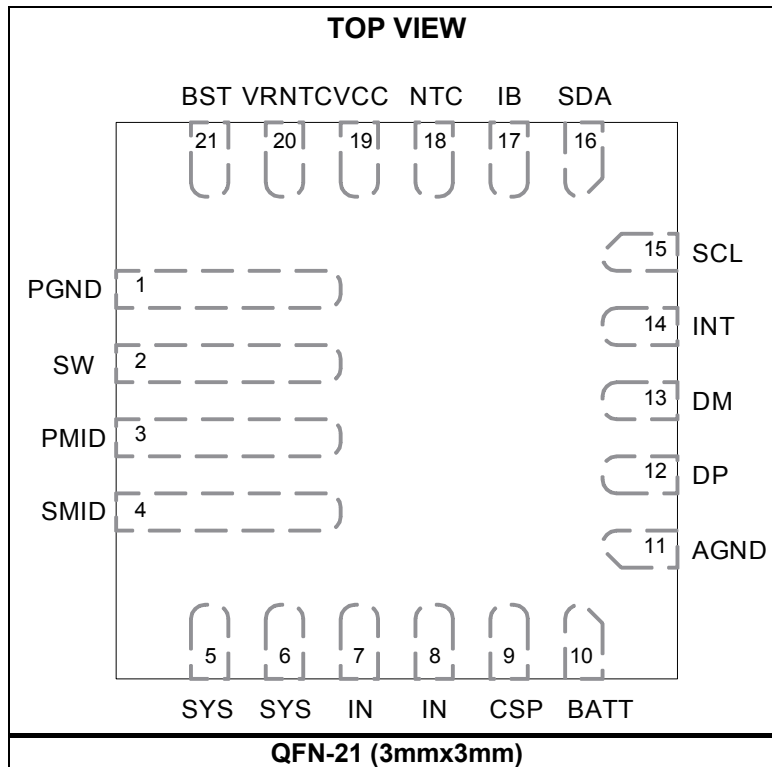 TOP VIEW
BST VRNTC VCC NTC IB SDA
21 20 19 18 17 16
15 SCL
PGND 1
14 INT
SW 2
13 DM
PMID 3
12 DP
SMID 4
11 AGND
5 6 7 8 9 10
SYS SYS IN IN CSP BATT
QFN-21 (3mmx3mm)